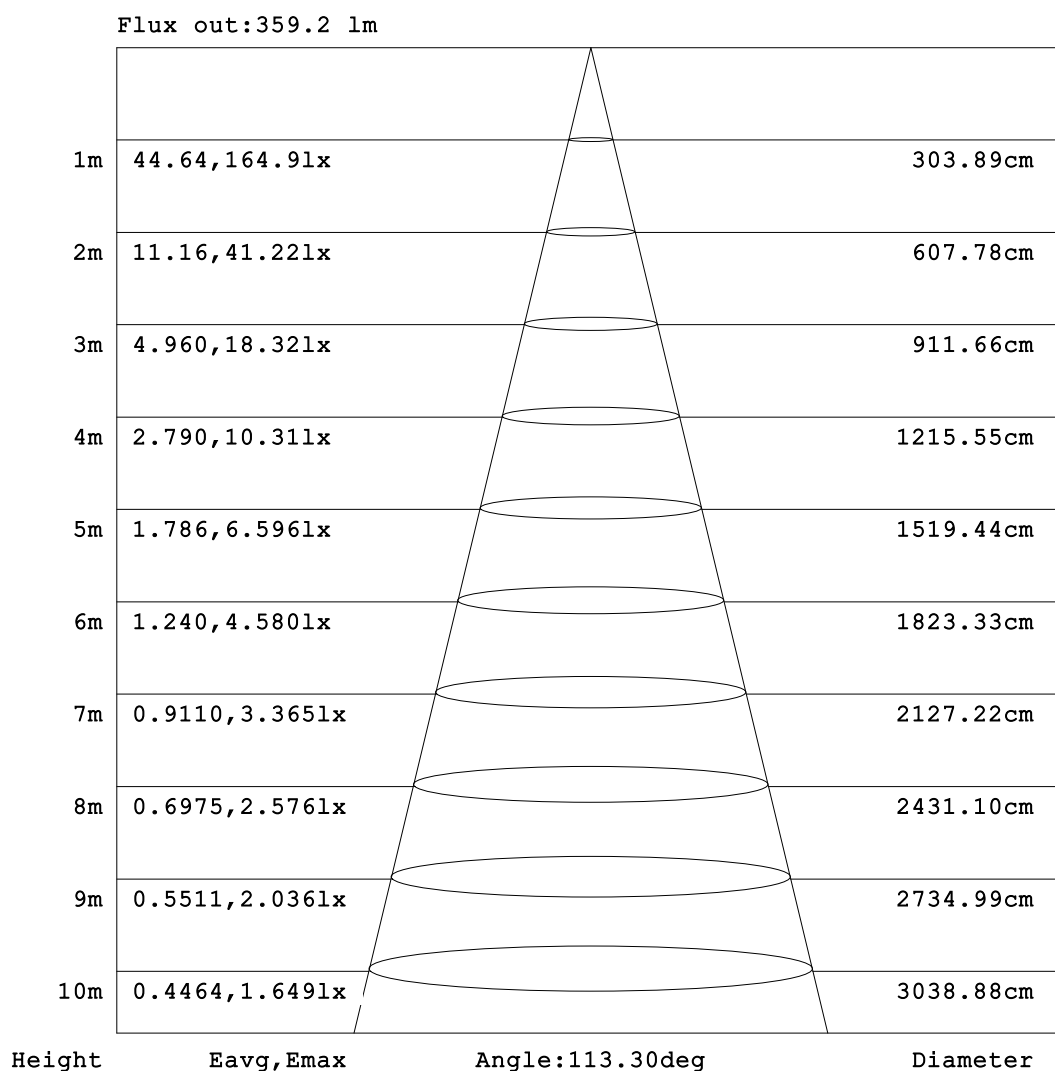 Flux out:359.2 lm
1m 44.64,164.9lx 303.89cm
2m 11.16,41.22lx 607.78cm
3m 4.960,18.32lx 911.66cm
4m 2.790,10.31lx 1215.55cm
5m 1.786,6.596lx 1519.44cm
6m 1.240,4.580lx 1823.33cm
7m 0.9110,3.365lx 2127.22cm
8m 0.6975,2.576lx 2431.10cm
9m 0.5511,2.036lx 2734.99cm
10m 0.4464,1.649lx 3038.88cm
Height Eavg,Emax Angle:113.30deg Diameter